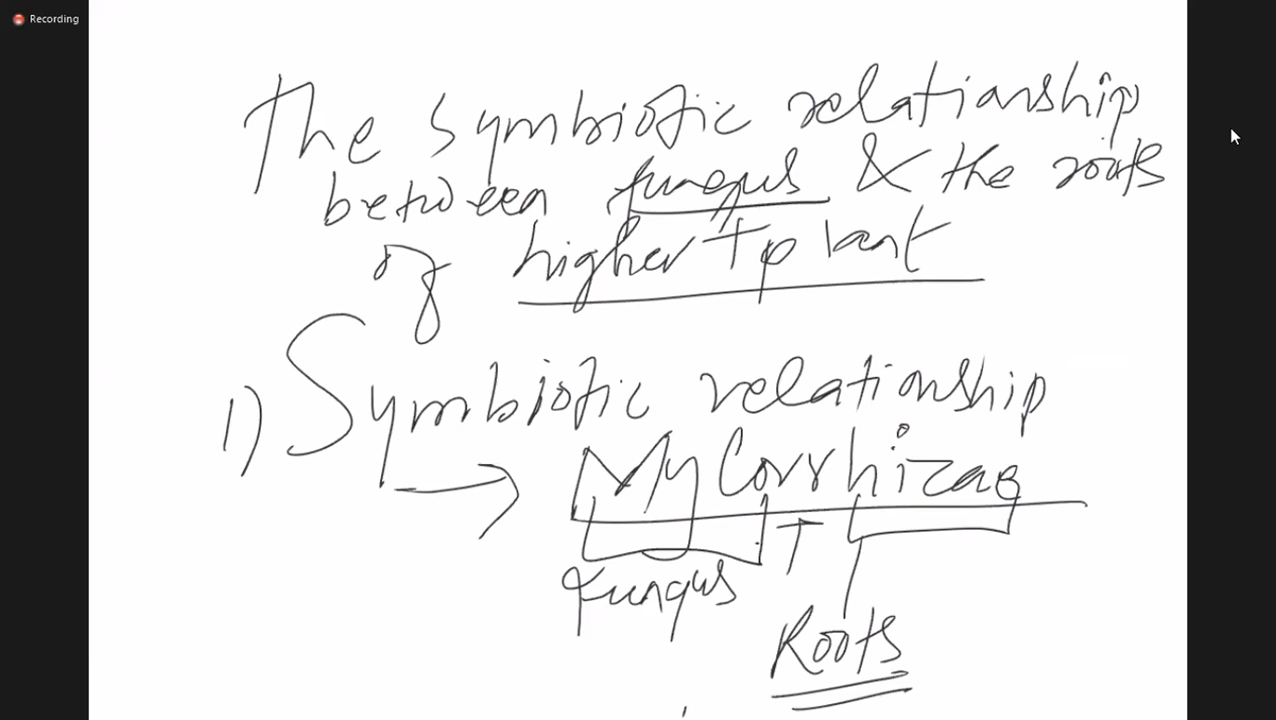 Recording
The symbiotic relationship
between fungus & the roots
of higher plant
1) Symbiotic relationship
→ Mycorrhizae
fungus + Roots